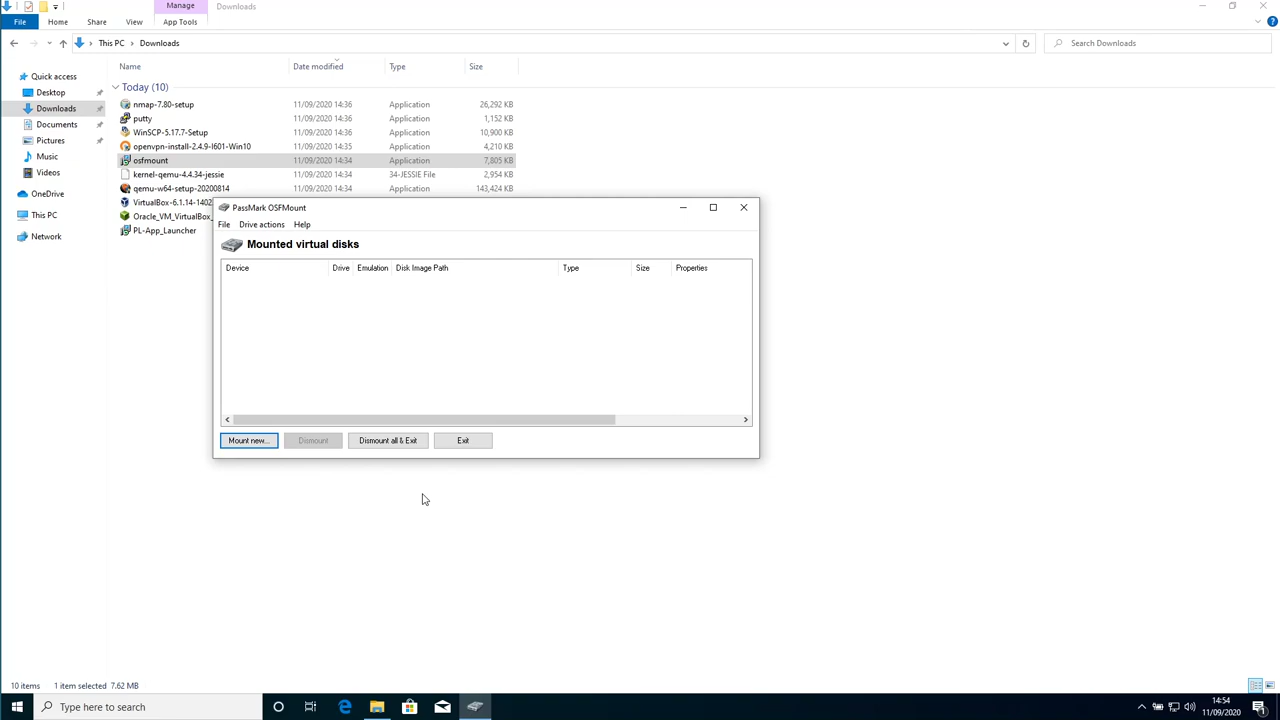 Manage
Downloads
File
Home
Share
View
App Tools
This PC
Downloads
Search Downloads
Name
Date modified
Type
Size
Quick access
Desktop
Downloads
Documents
Pictures
Music
Videos
OneDrive
This PC
Network
Today (10)
nmap-7.80-setup 11/09/2020 14:36 Application 26,292 KB
putty 11/09/2020 14:36 Application 1,152 KB
WinSCP-5.17.7-Setup 11/09/2020 14:36 Application 10,900 KB
openvpn-install-2.4.9-I601-Win10 11/09/2020 14:35 Application 4,210 KB
osfmount 11/09/2020 14:34 Application 7,805 KB
kernel-qemu-4.4.34-jessie 11/09/2020 14:34 34-JESSIE File 2,954 KB
qemu-w64-setup-20200814 11/09/2020 14:34 Application 143,424 KB
VirtualBox-6.1.14-1402
Oracle_VM_VirtualBox_
PL-App_Launcher
PassMark OSFMount
File Drive actions Help
Mounted virtual disks
Device Drive Emulation Disk Image Path Type Size Properties
Mount new... Dismount Dismount all & Exit Exit
10 items 1 item selected 7.62 MB
Type here to search
14:54
11/09/2020
1